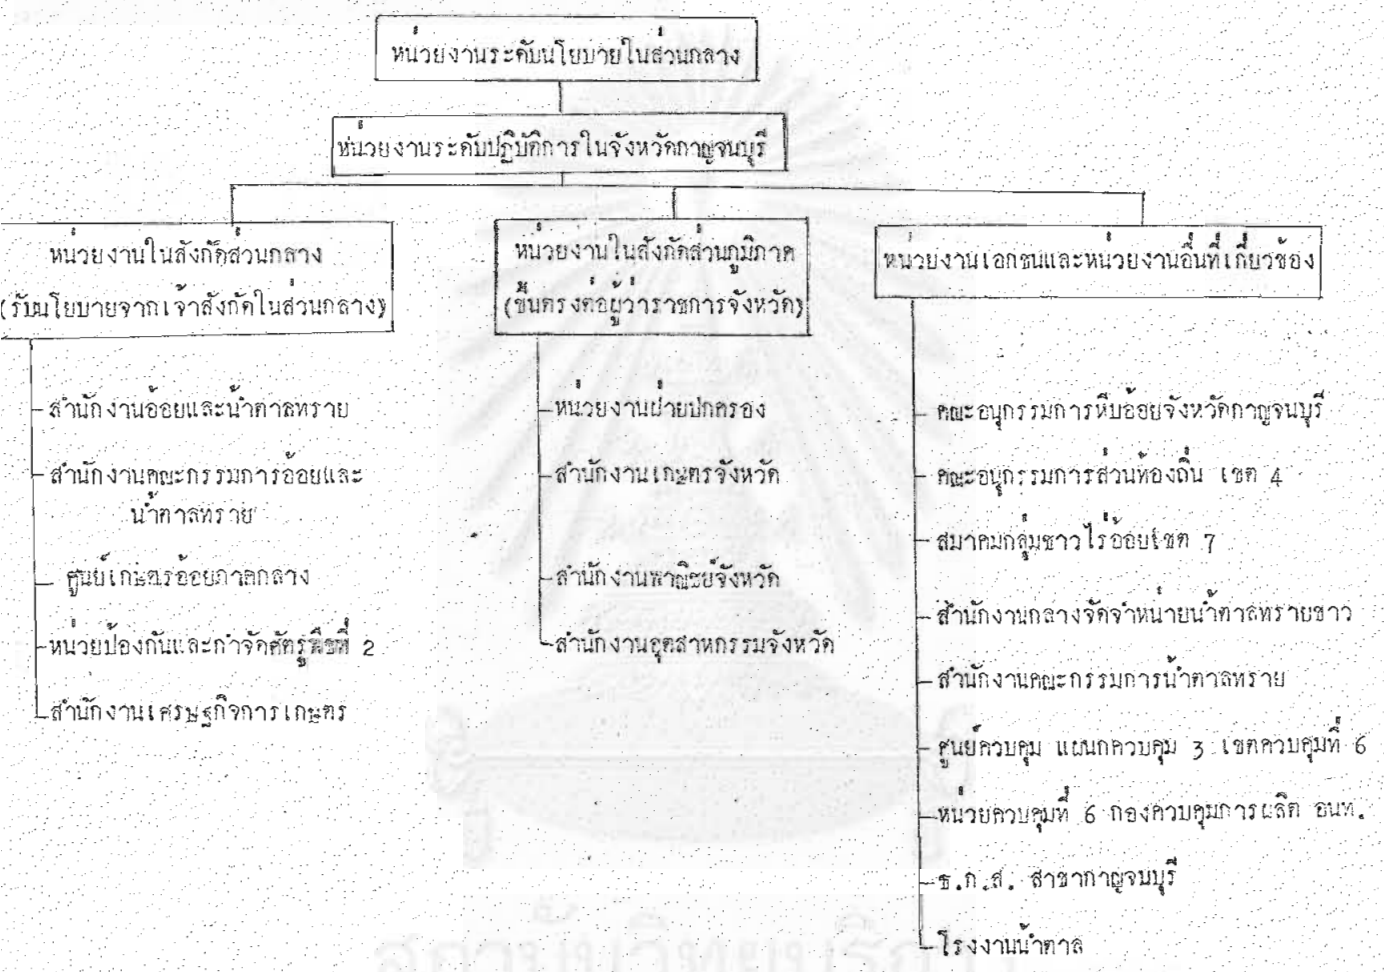 หน่วยงานระดับนโยบายในส่วนกลาง
หน่วยงานระดับปฏิบัติการในจังหวัดกาญจนบุรี
หน่วยงานในสังกัดส่วนกลาง
(รับนโยบายจากเจ้าสังกัดในส่วนกลาง)
สำนักงานอ้อยและน้ำตาลทราย
สำนักงานคณะกรรมการอ้อยและ
น้ำตาลทราย
ศูนย์เกษตรอ้อยภาคกลาง
หน่วยป้องกันและกำจัดศัตรูพืชที่ 2
สำนักงานเศรษฐกิจการเกษตร
หน่วยงานในสังกัดส่วนภูมิภาค
(ขึ้นตรงต่อผู้ว่าราชการจังหวัด)
หน่วยงานฝ่ายปกครอง
สำนักงานเกษตรจังหวัด
สำนักงานพาณิชย์จังหวัด
สำนักงานอุตสาหกรรมจังหวัด
หน่วยงานเอกชนและหน่วยงานอื่นที่เกี่ยวข้อง
คณะอนุกรรมการหีบอ้อยจังหวัดกาญจนบุรี
คณะอนุกรรมการส่วนท้องถิ่น เขต 4
สมาคมกลุ่มชาวไร่อ้อยเขต 7
สำนักงานกลางจัดจำหน่ายน้ำตาลทรายขาว
สำนักงานคณะกรรมการน้ำตาลทราย
ศูนย์ควบคุม แผนกควบคุม 3 เขตควบคุมที่ 6
หน่วยควบคุมที่ 6 กองควบคุมการผลิต อนท.
ธ.ก.ส. สาขากาญจนบุรี
โรงงานน้ำตาล
สถาบันวิทยบริการ